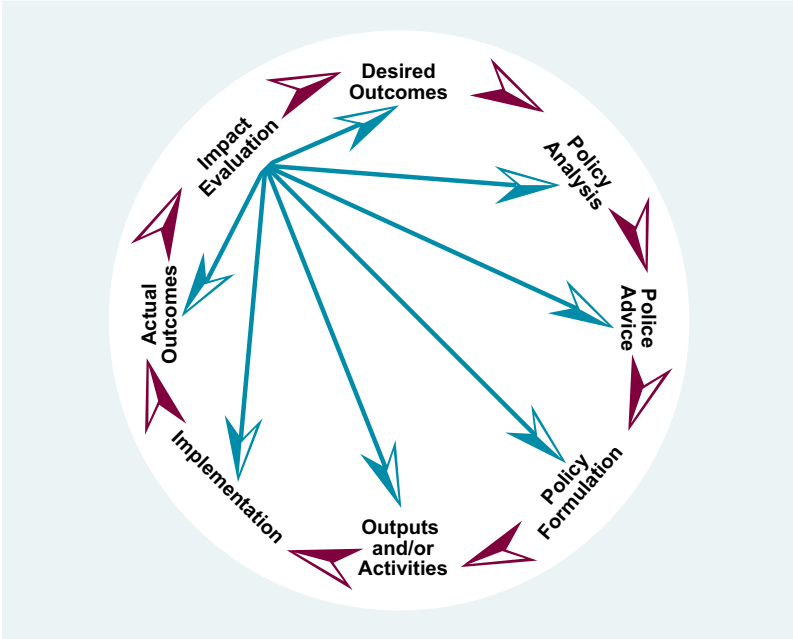 Desired
Outcomes
Policy
Analysis
Police
Advice
Policy
Formulation
Outputs
and/or
Activities
Implementation
Actual
Outcomes
Impact
Evaluation